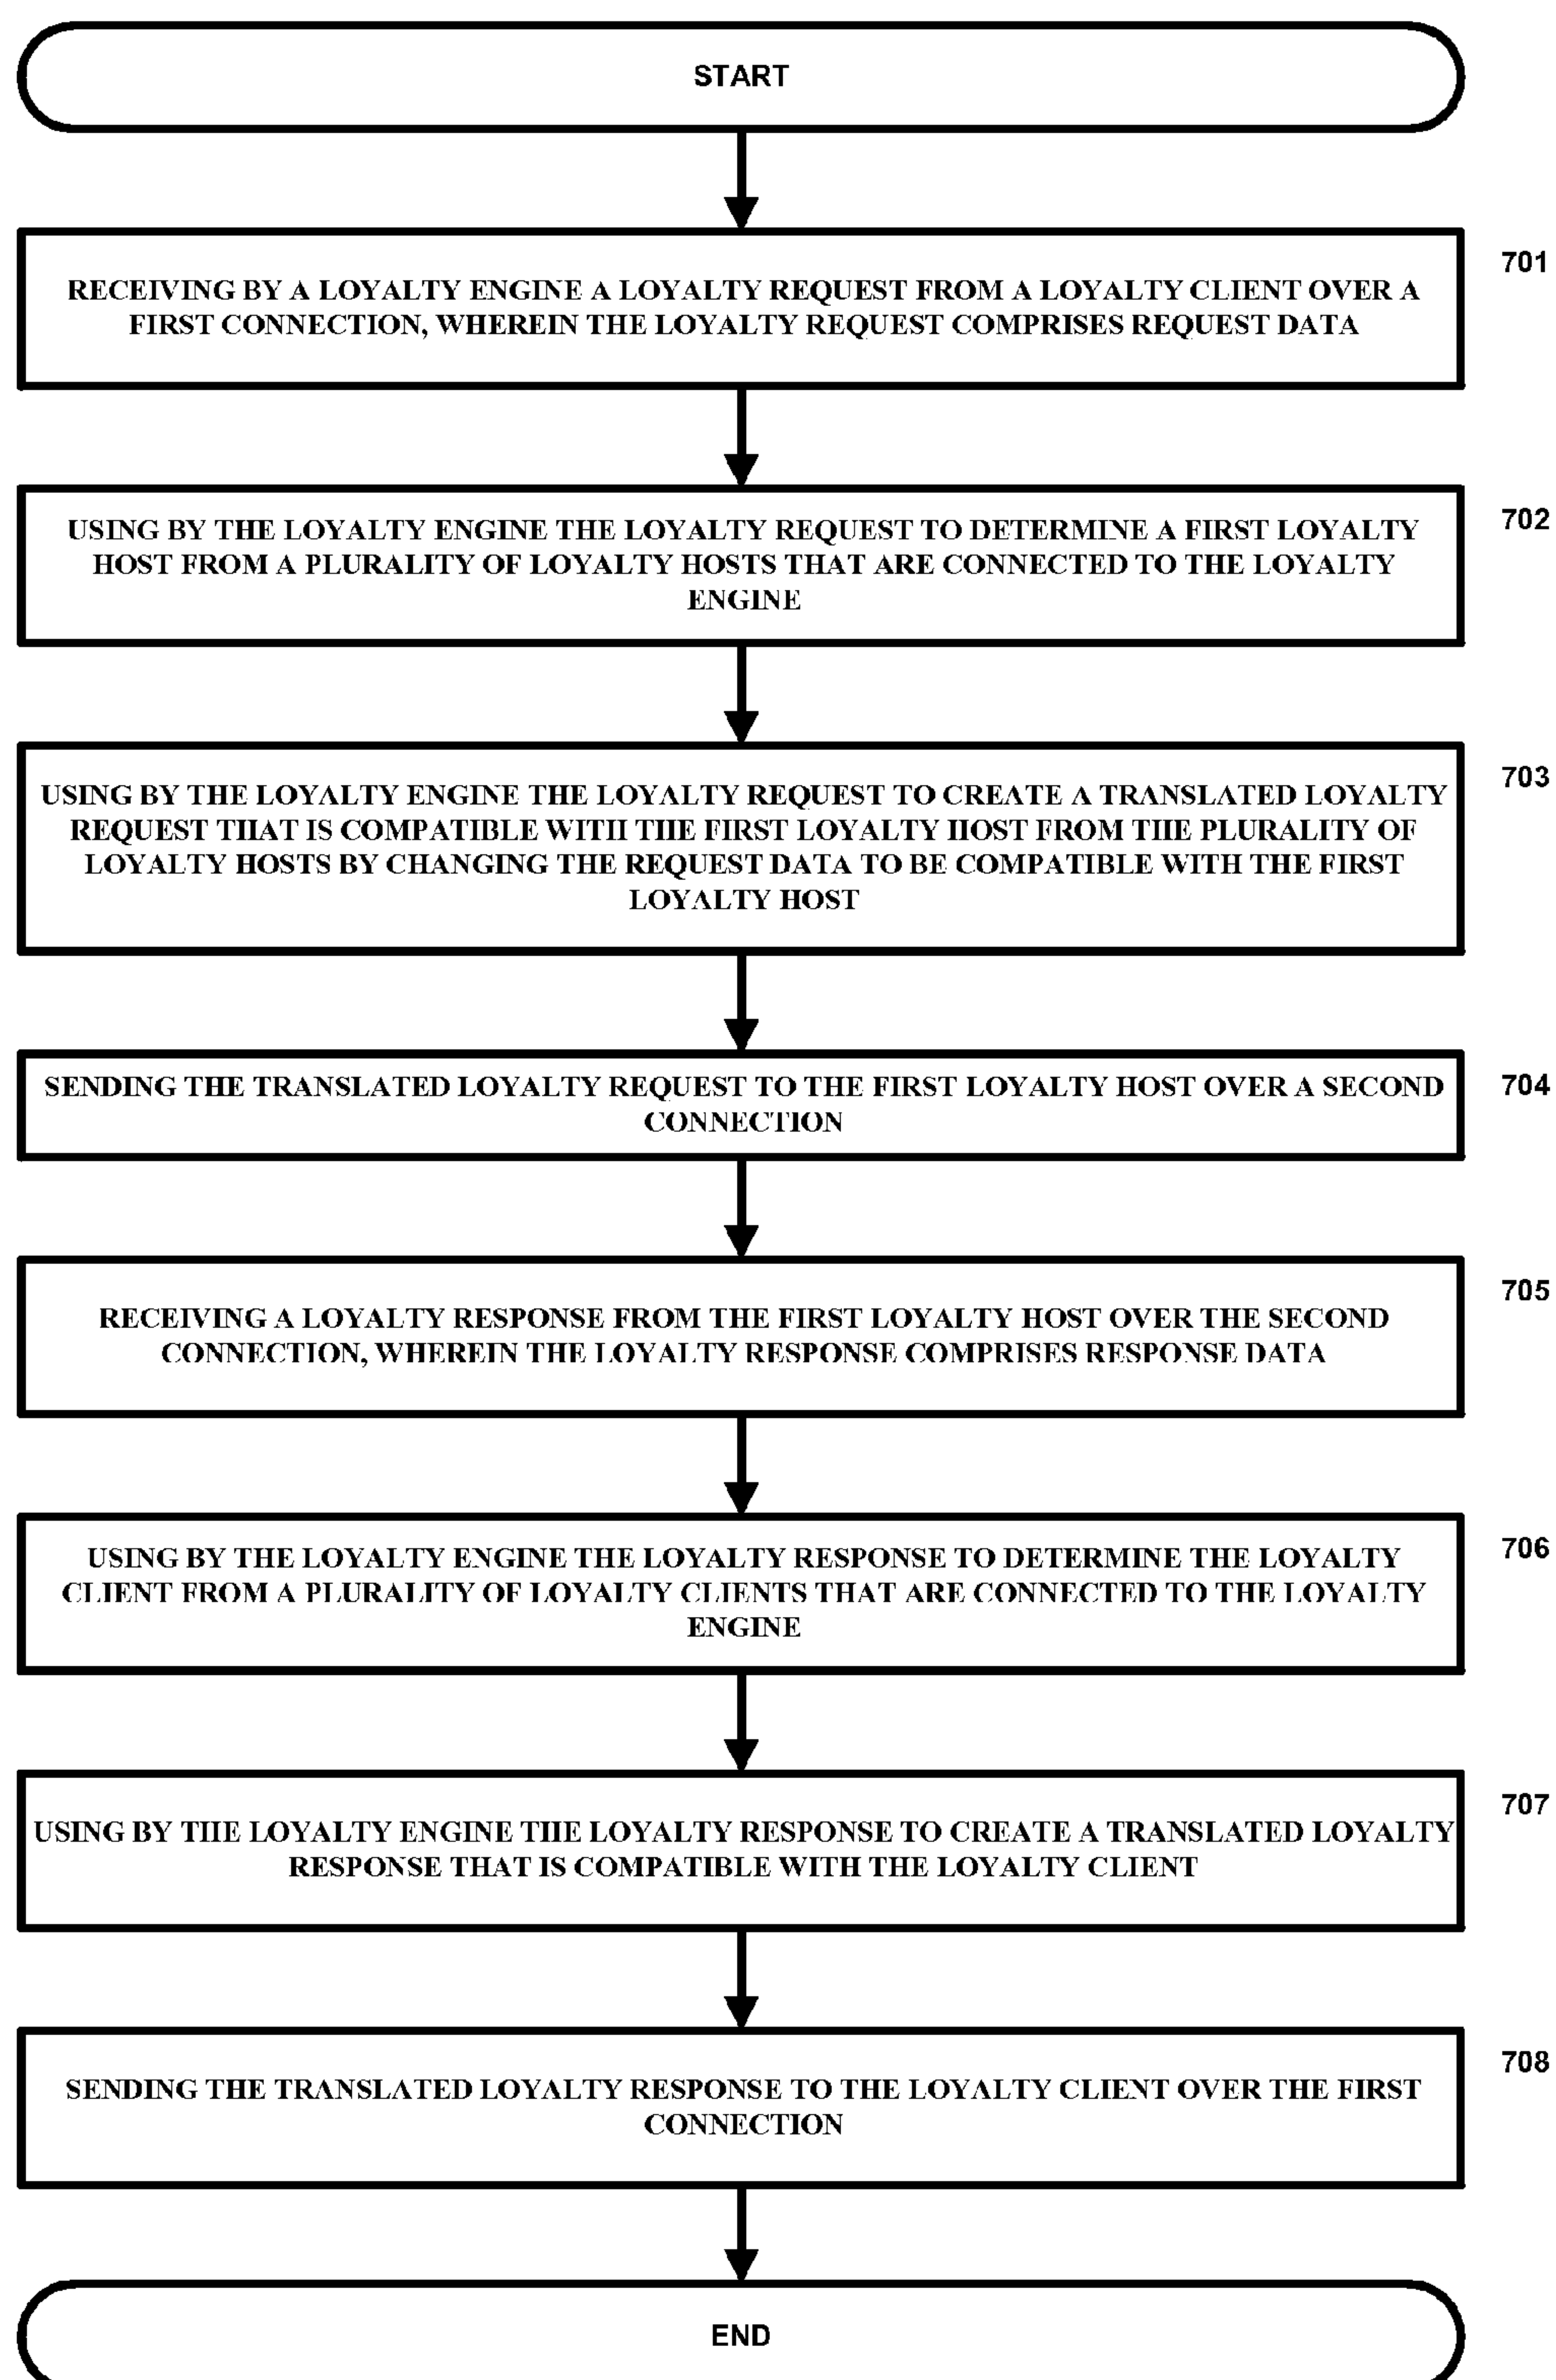 START
701
RECEIVING BY A LOYALTY ENGINE A LOYALTY REQUEST FROM A LOYALTY CLIENT OVER A
FIRST CONNECTION, WHEREIN THE LOYALTY REQUEST COMPRISES REQUEST DATA
702
USING BY THE LOYALTY ENGINE THE LOYALTY REQUEST TO DETERMINE A FIRST LOYALTY
HOST FROM A PLURALITY OF LOYALTY HOSTS THAT ARE CONNECTED TO THE LOYALTY
ENGINE
703
USING BY THE LOYALTY ENGINE THE LOYALTY REQUEST TO CREATE A TRANSLATED LOYALTY
REQUEST THAT IS COMPATIBLE WITH THE FIRST LOYALTY HOST FROM THE PLURALITY OF
LOYALTY HOSTS BY CHANGING THE REQUEST DATA TO BE COMPATIBLE WITH THE FIRST
LOYALTY HOST
704
SENDING THE TRANSLATED LOYALTY REQUEST TO THE FIRST LOYALTY HOST OVER A SECOND
CONNECTION
705
RECEIVING A LOYALTY RESPONSE FROM THE FIRST LOYALTY HOST OVER THE SECOND
CONNECTION, WHEREIN THE LOYALTY RESPONSE COMPRISES RESPONSE DATA
706
USING BY THE LOYALTY ENGINE THE LOYALTY RESPONSE TO DETERMINE THE LOYALTY
CLIENT FROM A PLURALITY OF LOYALTY CLIENTS THAT ARE CONNECTED TO THE LOYALTY
ENGINE
707
USING BY THE LOYALTY ENGINE THE LOYALTY RESPONSE TO CREATE A TRANSLATED LOYALTY
RESPONSE THAT IS COMPATIBLE WITH THE LOYALTY CLIENT
708
SENDING THE TRANSLATED LOYALTY RESPONSE TO THE LOYALTY CLIENT OVER THE FIRST
CONNECTION
END